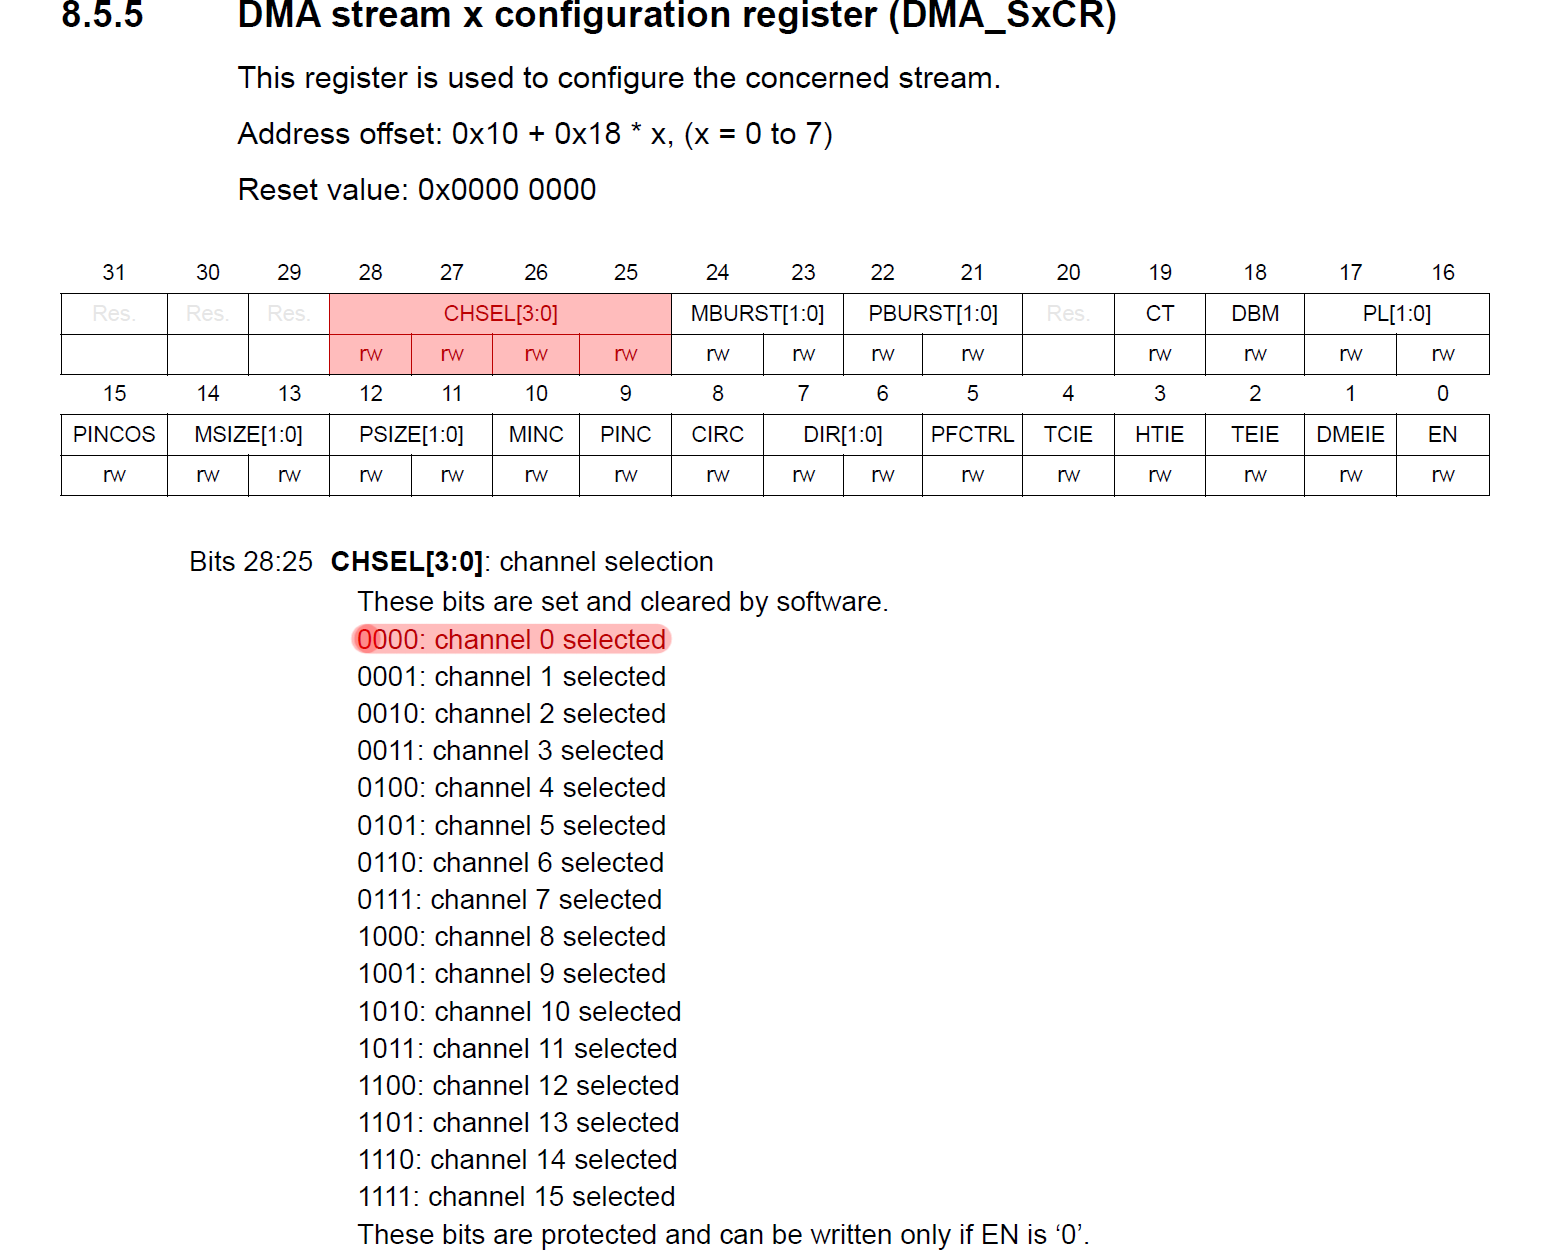 8.5.5 DMA stream x configuration register (DMA_SxCR)
This register is used to configure the concerned stream.
Address offset: 0x10 + 0x18 * x, (x = 0 to 7)
Reset value: 0x0000 0000
31 30 29 28 27 26 25 24 23 22 21 20 19 18 17 16
Res. Res. Res. CHSEL[3:0] MBURST[1:0] PBURST[1:0] Res. CT DBM PL[1:0]
rw rw rw rw rw rw rw rw rw rw rw rw
15 14 13 12 11 10 9 8 7 6 5 4 3 2 1 0
PINCOS MSIZE[1:0] PSIZE[1:0] MINC PINC CIRC DIR[1:0] PFCTRL TCIE HTIE TEIE DMEIE EN
rw rw rw rw rw rw rw rw rw rw rw rw rw rw rw rw
Bits 28:25 CHSEL[3:0]: channel selection
These bits are set and cleared by software.
0000: channel 0 selected
0001: channel 1 selected
0010: channel 2 selected
0011: channel 3 selected
0100: channel 4 selected
0101: channel 5 selected
0110: channel 6 selected
0111: channel 7 selected
1000: channel 8 selected
1001: channel 9 selected
1010: channel 10 selected
1011: channel 11 selected
1100: channel 12 selected
1101: channel 13 selected
1110: channel 14 selected
1111: channel 15 selected
These bits are protected and can be written only if EN is ‘0’.